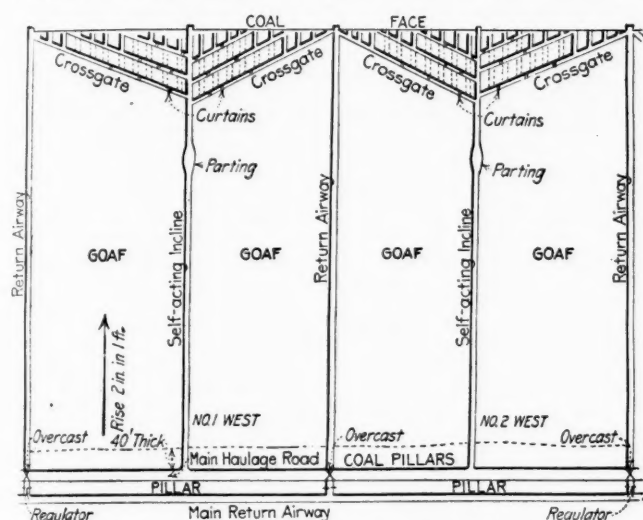 COAL FACE
Crossgate Crossgate Crossgate Crossgate
Curtains Curtains
Parting Parting
Return Airway
GOAF
Self-acting Incline
GOAF
Return Airway
GOAF
Self-acting Incline
GOAF
Return Airway
Rise 2 in. in 1 ft.
40' Thick
NO.1 WEST NO.2 WEST
Overcast Overcast Overcast
Main Haulage Road COAL PILLARS
PILLAR PILLAR
Regulator Main Return Airway Regulator